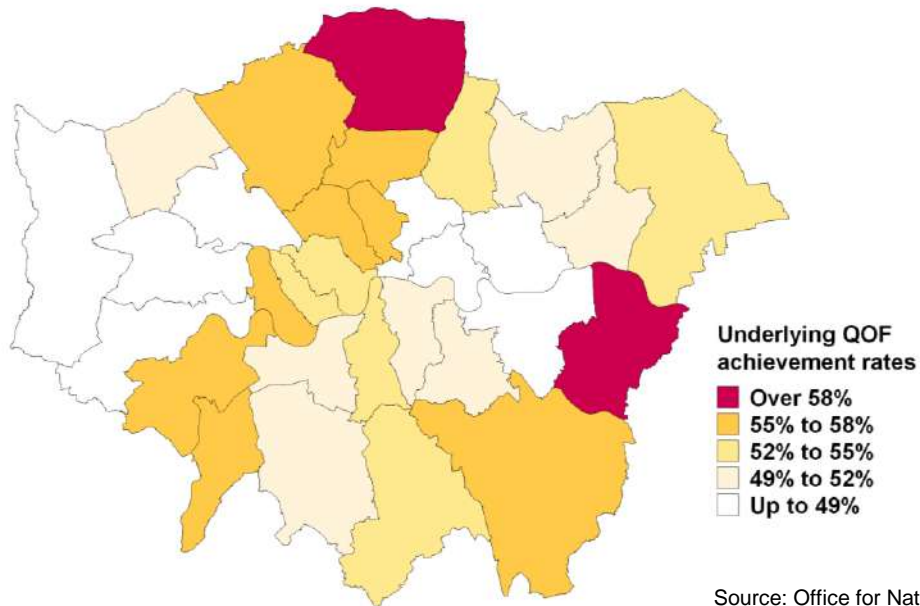 Underlying QOF
achievement rates
Over 58%
55% to 58%
52% to 55%
49% to 52%
Up to 49%
Source: Office for Nat